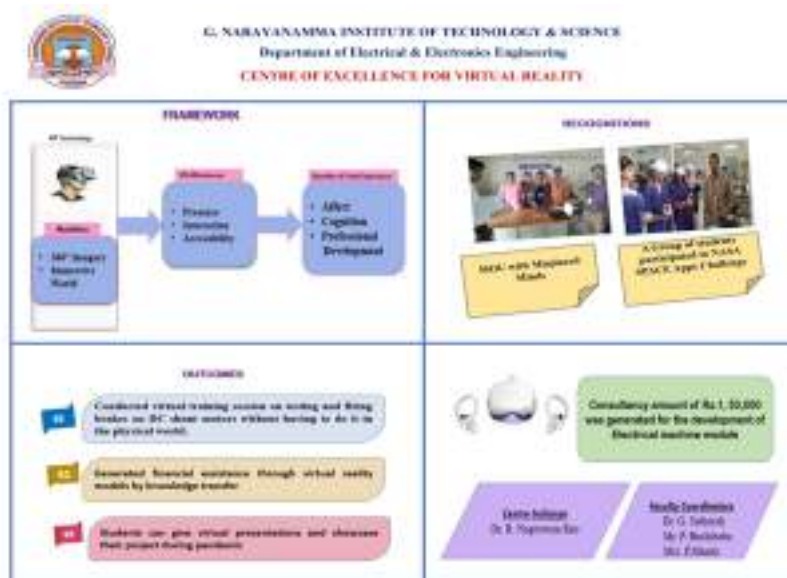 G. NARAYANAMMA INSTITUTE OF TECHNOLOGY & SCIENCE
Department of Electrical & Electronics Engineering
CENTRE OF EXCELLENCE FOR VIRTUAL REALITY
FRAMEWORK
• 360° Imagery
• Immersive
World
• Presence
• Interaction
• Accessibility
• Affect
• Cognition
• Professional
Development
RECOGNITIONS
MOU with Minds
A Group of students
participated in NASA
SPACE Apps Challenge
OUTCOMES
Conducted virtual training session on testing and
brakes on DC shunt motors without having to do it in
the physical world.
Generated financial assistance through virtual reality
models by knowledge transfer
Students can give virtual presentations and showcase
their project during pandemic
Consultancy amount of Rs.1, 50,000
was generated for the development of
Electrical machine module
Centre Incharge
Faculty Coordinators
Dr. G.
Mr. P.
Mrs.